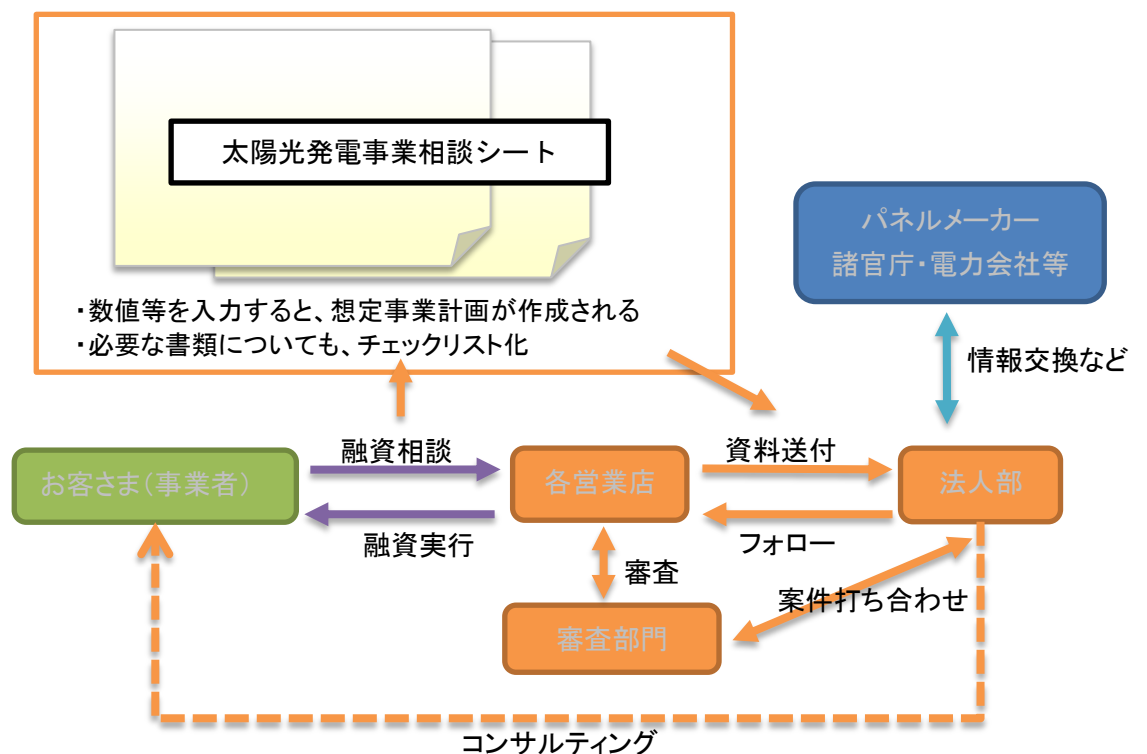 太陽光発電事業相談シート
・数値等を入力すると、想定事業計画が作成される
・必要な書類についても、チェックリスト化
パネルメーカー
諸官庁・電力会社等
情報交換など
お客さま(事業者)
融資相談
各営業店
資料送付
法人部
融資実行
フォロー
審査
案件打ち合わせ
審査部門
コンサルティング